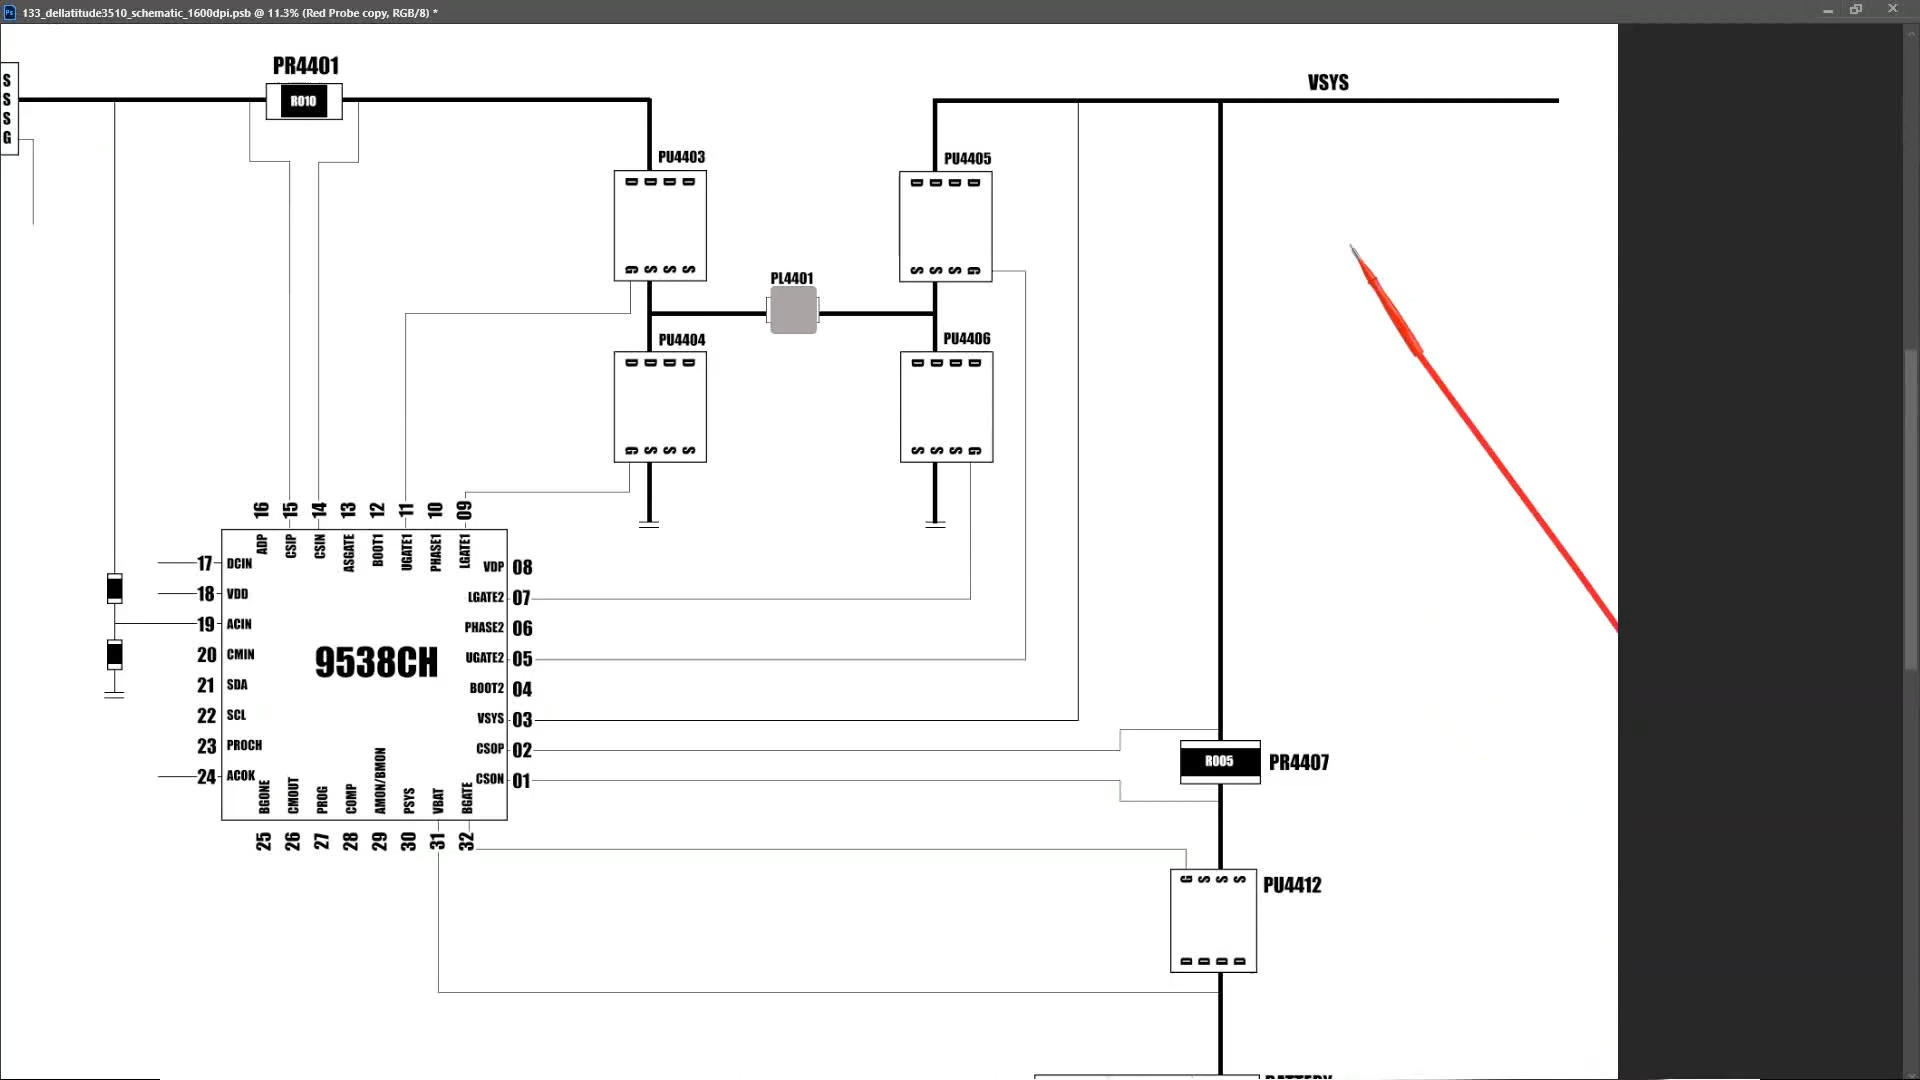 133_dellatitude3510_schematic_1600dpi.psb @ 11.3% (Red Probe copy, RGB/8) *
PR4401
R010
VSYS
S
S
S
G
PU4403
D D D D
G S S S
PU4405
D D D D
S S S G
PL4401
PU4404
D D D D
G S S S
PU4406
D D D D
S S S G
16 15 14 13 12 11 10 09
ADP CSIP CSIN ASGATE BOOT1 UGATE1 PHASE1 LGATE1
17 DCIN
18 VDD
19 ACIN
20 CMIN
21 SDA
22 SCL
23 PROCH
24 ACOK
9538CH
VDP 08
LGATE2 07
PHASE2 06
UGATE2 05
BOOT2 04
VSYS 03
CSOP 02
CSON 01
BGONE CMOUT PROG COMP AMON/BMON PSYS VBAT BGATE
25 26 27 28 29 30 31 32
R005
PR4407
PU4412
G S S S
D D D D
BATTERY